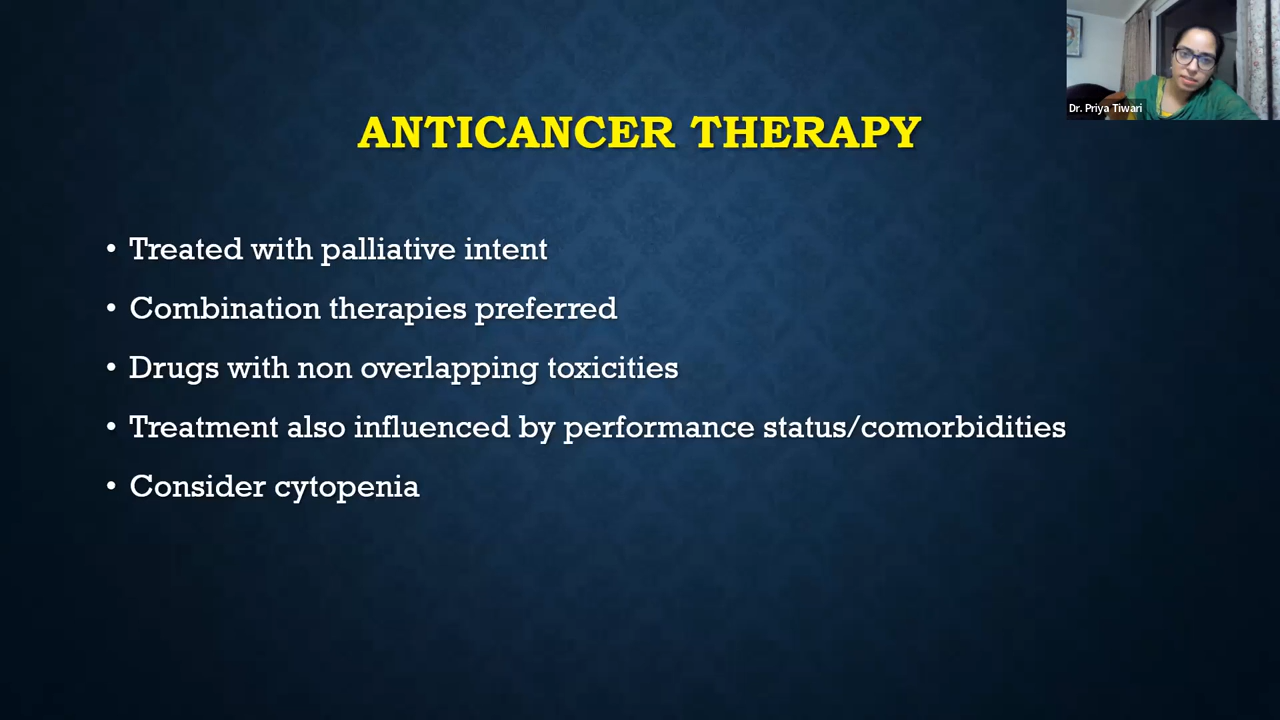 Dr. Priya Tiwari
ANTICANCER THERAPY
• Treated with palliative intent
• Combination therapies preferred
• Drugs with non overlapping toxicities
• Treatment also influenced by performance status/comorbidities
• Consider cytopenia